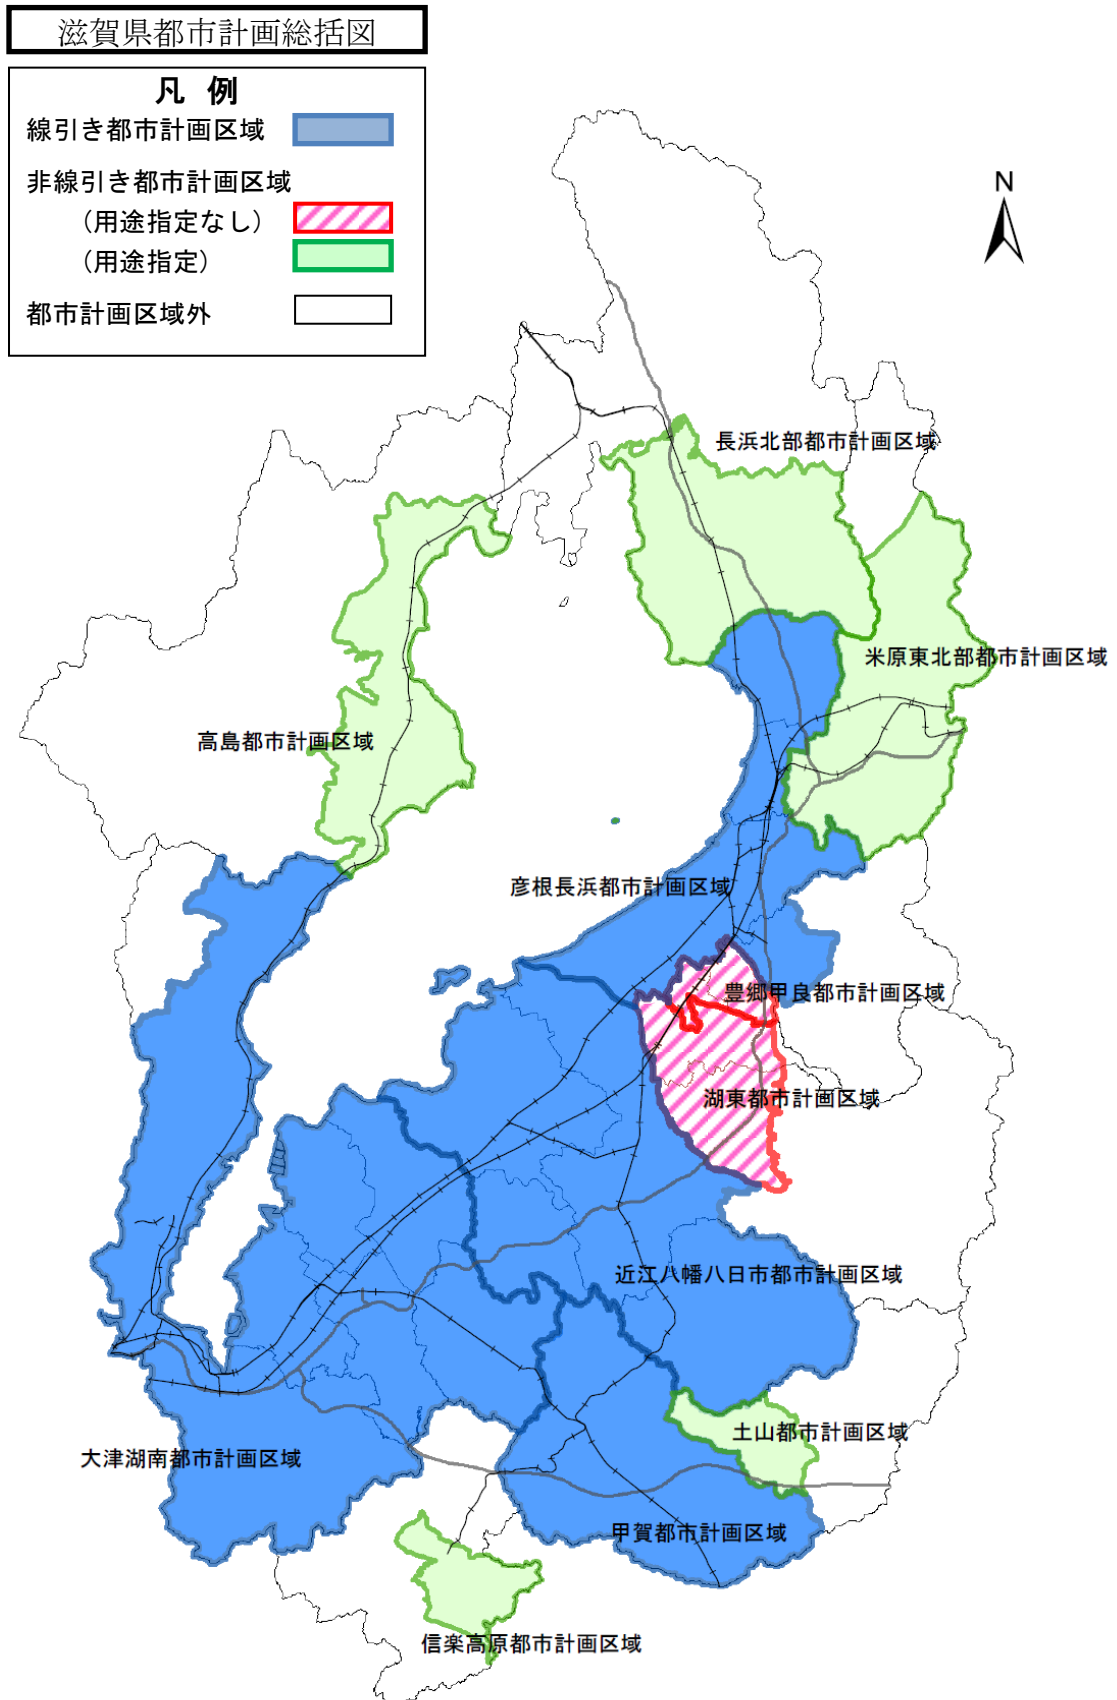 滋賀県都市計画総括図
凡 例
線引き都市計画区域
非線引き都市計画区域
（用途指定なし）
（用途指定）
都市計画区域外
N
長浜北部都市計画区域
米原東北部都市計画区域
高島都市計画区域
彦根長浜都市計画区域
豊郷甲良都市計画区域
湖東都市計画区域
近江八幡八日市都市計画区域
土山都市計画区域
大津湖南都市計画区域
甲賀都市計画区域
信楽高原都市計画区域